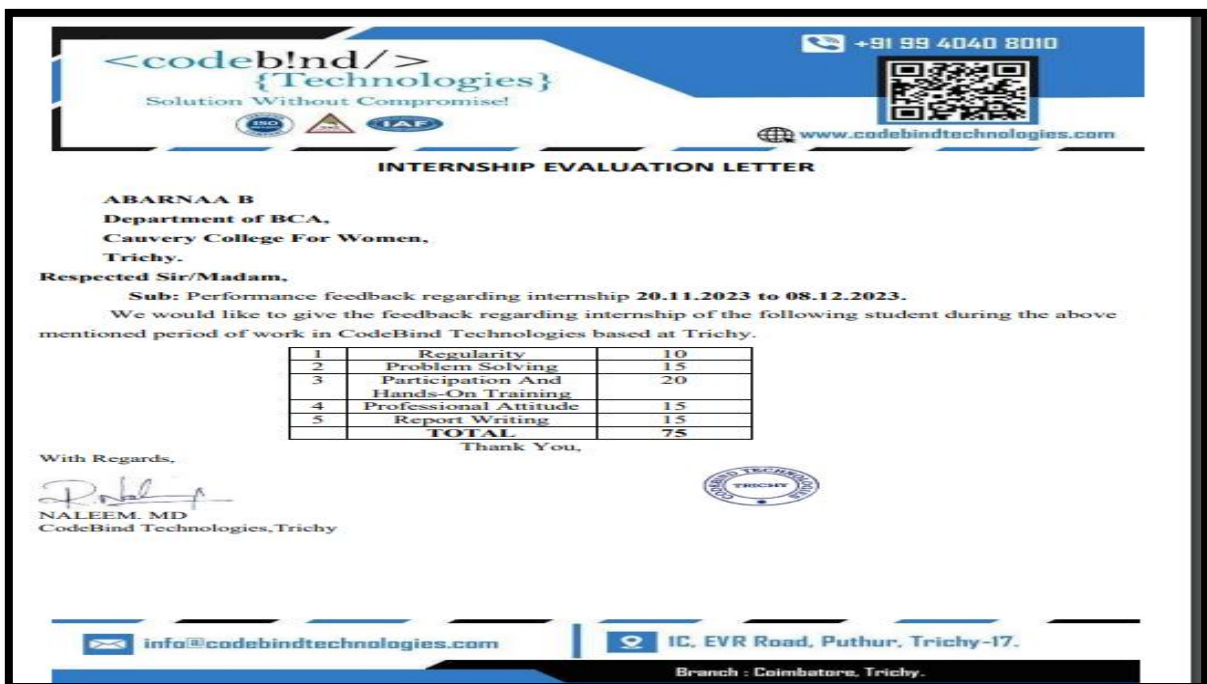 <codeb!nd/>
{Technologies}
Solution Without Compromise!
ISO
IAF
+91 99 4040 8010
www.codebindtechnologies.com
INTERNSHIP EVALUATION LETTER
ABARNAA B
Department of BCA,
Cauvery College For Women,
Trichy.
Respected Sir/Madam,
Sub: Performance feedback regarding internship 20.11.2023 to 08.12.2023.
We would like to give the feedback regarding internship of the following student during the above
mentioned period of work in CodeBind Technologies based at Trichy.
1 Regularity 10
2 Problem Solving 15
3 Participation And 20
Hands-On Training
4 Professional Attitude 15
5 Report Writing 15
TOTAL 75
Thank You,
With Regards,
NALEEM. MD
CodeBind Technologies,Trichy
CODEBIND TECHNOLOGIES
TRICHY
info@codebindtechnologies.com
1C, EVR Road, Puthur, Trichy-17.
Branch : Coimbatore, Trichy.